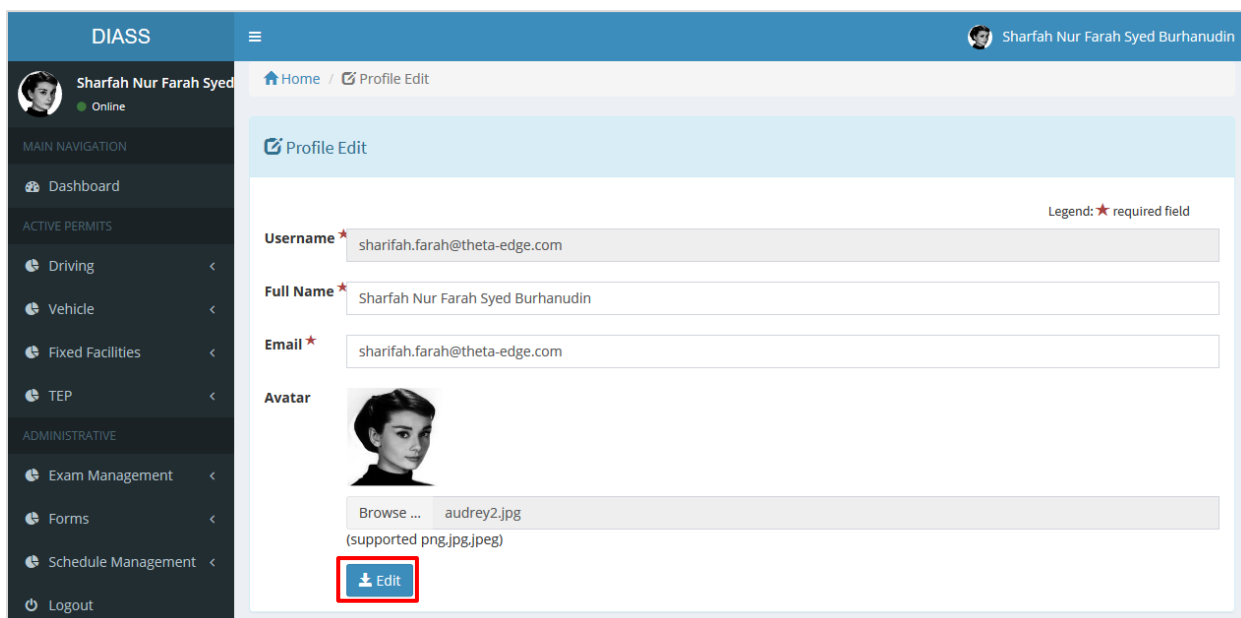 DIASS
Sharfah Nur Farah Syed Burhanudin
Sharfah Nur Farah Syed
Online
Home / Profile Edit
MAIN NAVIGATION
Dashboard
ACTIVE PERMITS
Driving
Vehicle
Fixed Facilities
TEP
ADMINISTRATIVE
Exam Management
Forms
Schedule Management
Logout
Profile Edit
Legend: ★ required field
Username ★ sharifah.farah@theta-edge.com
Full Name ★ Sharfah Nur Farah Syed Burhanudin
Email ★ sharifah.farah@theta-edge.com
Avatar
Browse ... audrey2.jpg
(supported png,jpg,jpeg)
Edit